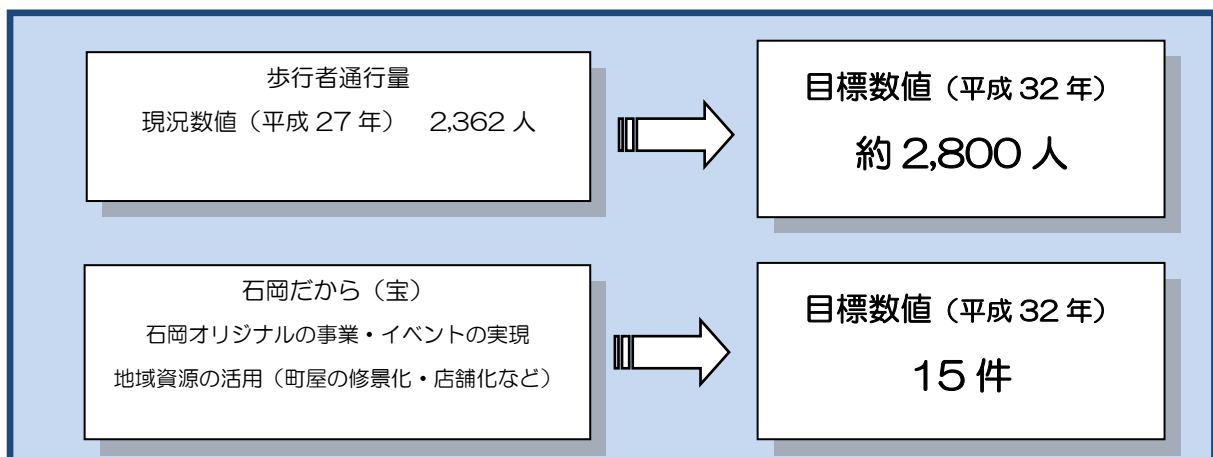 歩行者通行量
現況数値（平成 27 年）　2,362 人
目標数値（平成 32 年）
約 2,800 人
石岡だから（宝）
石岡オリジナルの事業・イベントの実現
地域資源の活用（町屋の修景化・店舗化など）
目標数値（平成 32 年）
15 件